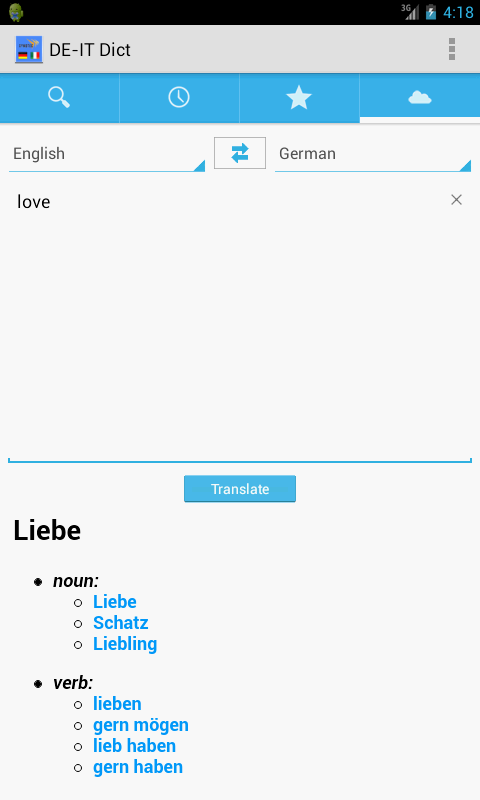 3G 4:18
DE-IT Dict
English German
love
Translate
Liebe
noun:
Liebe
Schatz
Liebling
verb:
lieben
gern mögen
lieb haben
gern haben